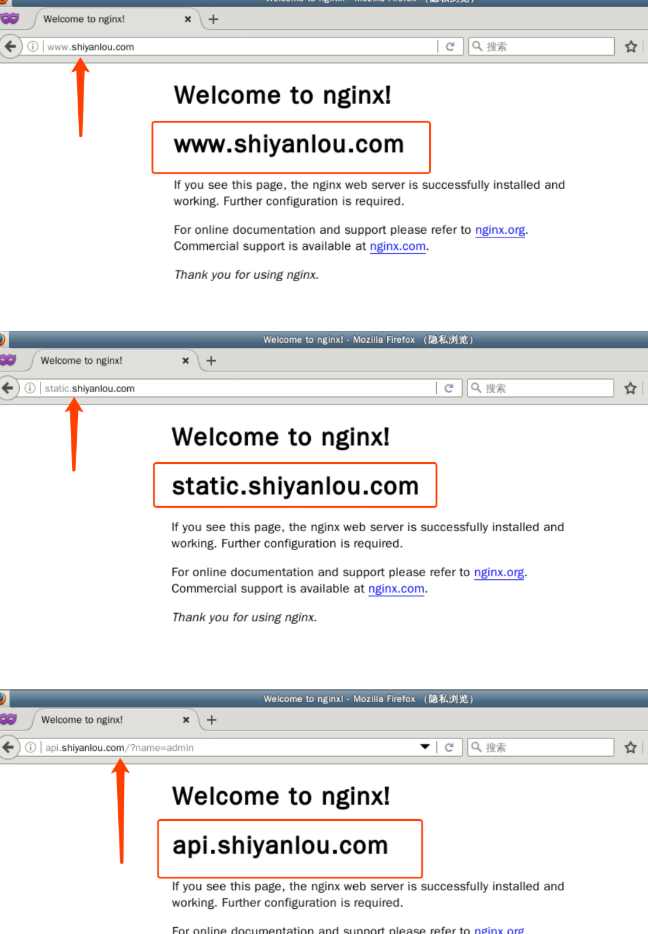 Welcome to nginx! - Mozilla Firefox （隐私浏览）
Welcome to nginx!
www.shiyanlou.com
搜索
Welcome to nginx!
www.shiyanlou.com
If you see this page, the nginx web server is successfully installed and
working. Further configuration is required.
For online documentation and support please refer to nginx.org.
Commercial support is available at nginx.com.
Thank you for using nginx.
Welcome to nginx! - Mozilla Firefox （隐私浏览）
Welcome to nginx!
static.shiyanlou.com
搜索
Welcome to nginx!
static.shiyanlou.com
If you see this page, the nginx web server is successfully installed and
working. Further configuration is required.
For online documentation and support please refer to nginx.org.
Commercial support is available at nginx.com.
Thank you for using nginx.
Welcome to nginx! - Mozilla Firefox （隐私浏览）
Welcome to nginx!
api.shiyanlou.com/?name=admin
搜索
Welcome to nginx!
api.shiyanlou.com
If you see this page, the nginx web server is successfully installed and
working. Further configuration is required.
For online documentation and support please refer to nginx.org